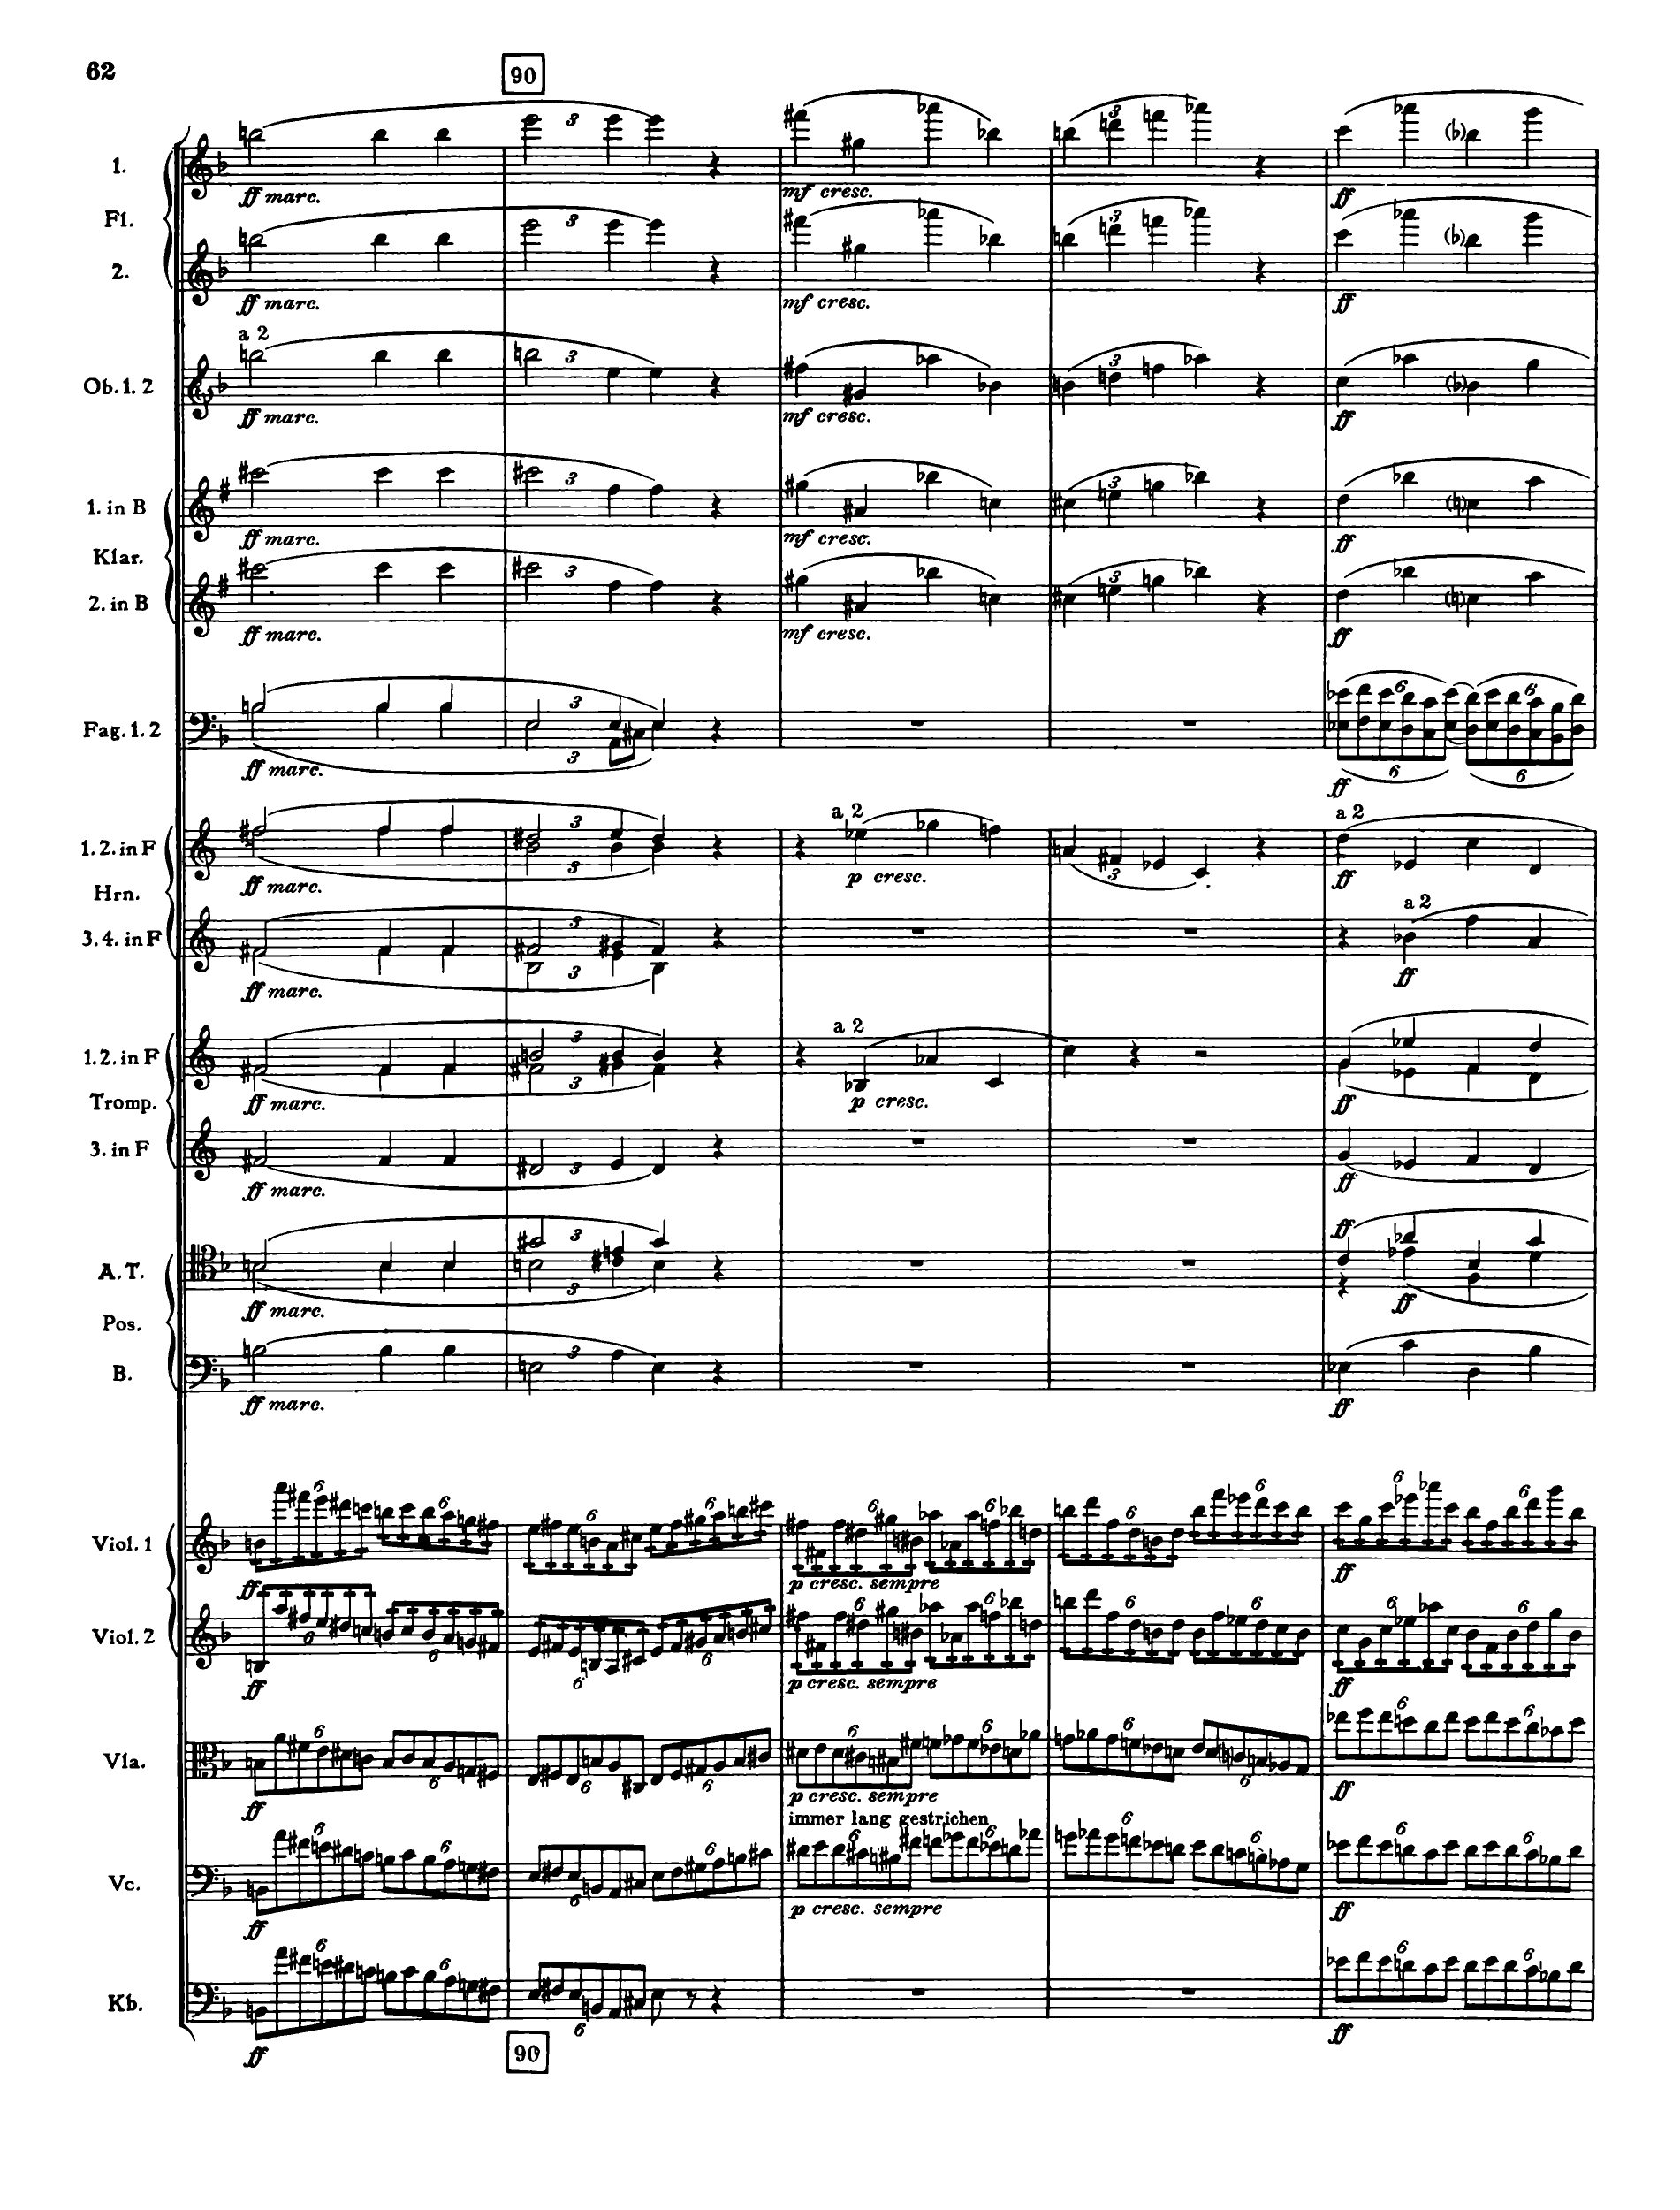 62
90
1.
3
3
ff marc.
mf cresc.
ff
Fl.
2.
3
3
ff marc.
mf cresc.
ff
a 2
Ob. 1. 2
3
3
ff marc.
mf cresc.
ff
1. in B
3
3
ff marc.
mf cresc.
ff
Klar.
2. in B
3
3
ff marc.
mf cresc.
ff
3
6
6
Fag. 1. 2
3
6
6
ff marc.
ff
a 2
a 2
1. 2. in F
3
3
3
ff marc.
p cresc.
ff
Hrn.
a 2
3. 4. in F
3
3
ff marc.
ff
a 2
1. 2. in F
3
3
ff marc.
p cresc.
ff
Tromp.
3. in F
3
ff marc.
ff
ff
A. T.
3
3
ff marc.
ff
Pos.
B.
3
ff marc.
ff
6 6 6 6 6 6 6 6 6 6
Viol. 1
ff
p cresc. sempre
ff
Viol. 2
6 6 6 6 6 6 6 6 6 6
ff
p cresc. sempre
ff
Vla.
6 6 6 6 6 6 6 6 6 6
ff
p cresc. sempre
ff
immer lang gestrichen
Vc.
6 6 6 6 6 6 6 6 6 6
ff
p cresc. sempre
ff
Kb.
6 6 6 6 6
ff
ff
90